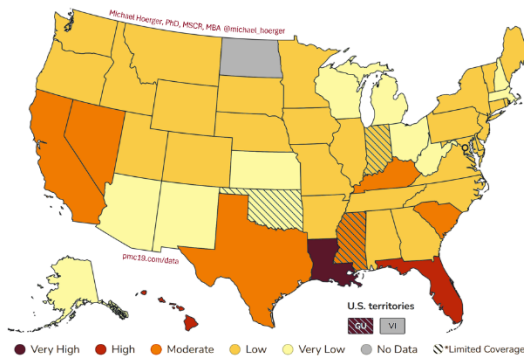 Michael Hoerger, PhD, MSCR, MBA @michael_hoerger
pmc19.com/data
U.S. territories
GU VI
Very High High Moderate Low Very Low No Data *Limited Coverage